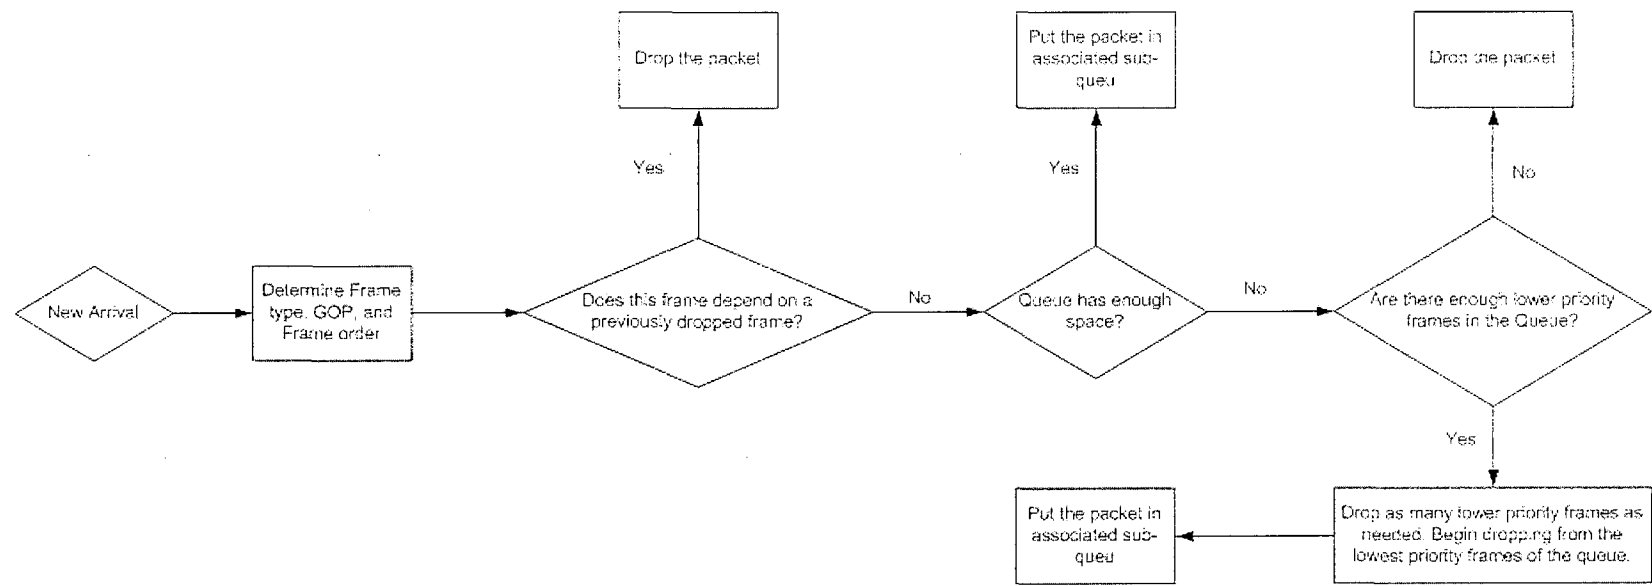 Drop the packet
Put the packet in
associated sub-
queu
Drop the packet
Yes
Yes
No
New Arrival
Determine Frame
type, GOP, and
Frame order
Does this frame depend on a
previously dropped frame?
No
Queue has enough
space?
No
Are there enough lower priority
frames in the Queue?
Yes
Put the packet in
associated sub-
queu
Drop as many lower priority frames as
needed. Begin dropping from the
lowest priority frames of the queue.